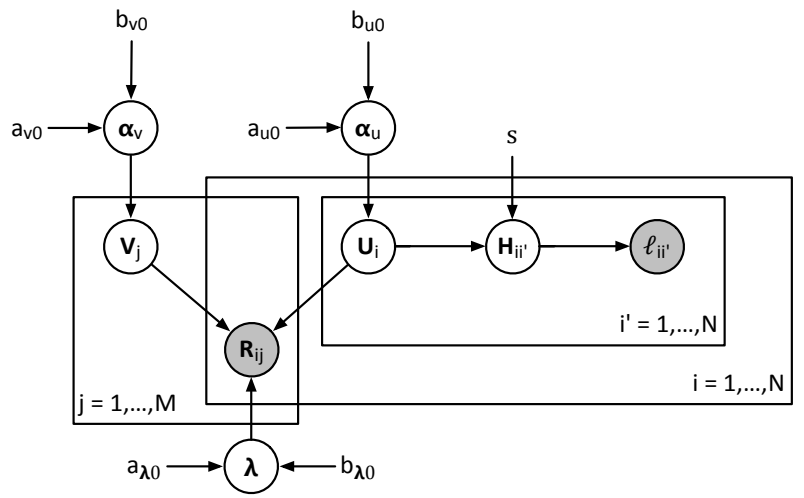 b_v0 b_u0
a_v0 α_v a_u0 α_u s
V_j U_i H_ii' ℓ_ii'
i' = 1,...,N
R_ij
i = 1,...,N
j = 1,...,M
a_λ0 λ b_λ0